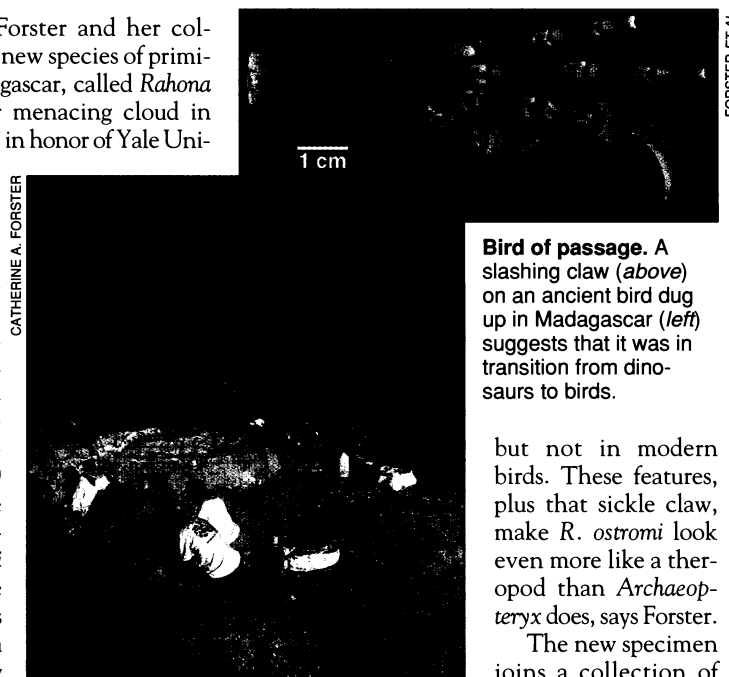 Forster and her col-
new species of primi-
gascar, called Rahona
menacing cloud in
in honor of Yale Uni-
FORSTER ET AL.
1 cm
CATHERINE A. FORSTER
Bird of passage. A
slashing claw (above)
on an ancient bird dug
up in Madagascar (left)
suggests that it was in
transition from dino-
saurs to birds.
but not in modern
birds. These features,
plus that sickle claw,
make R. ostromi look
even more like a ther-
opod than Archaeop-
teryx does, says Forster.
The new specimen
joins a collection of